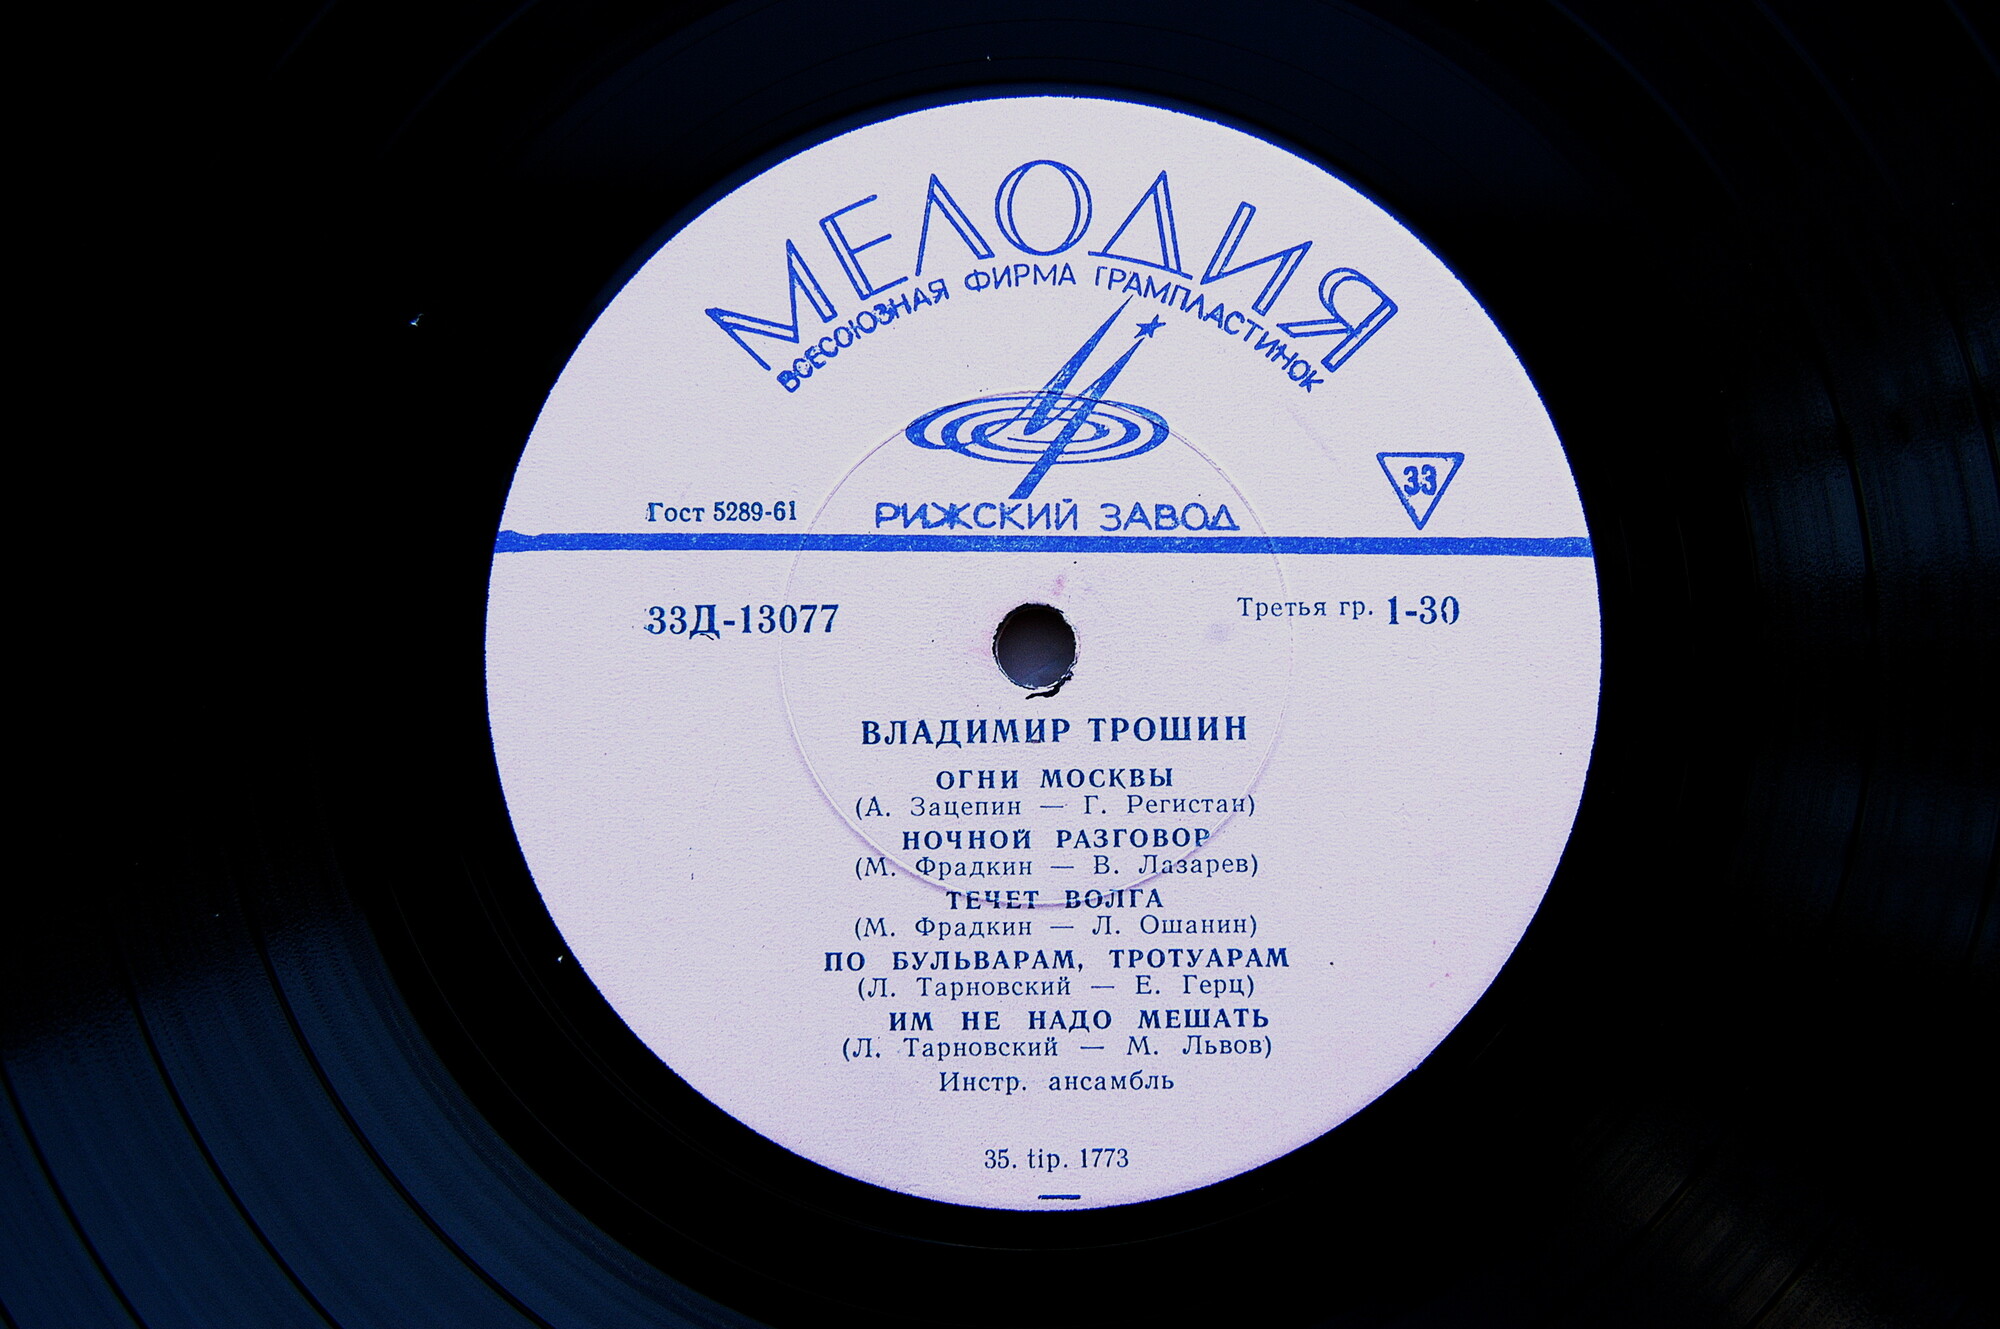 МЕЛОДИЯ
ВСЕСОЮЗНАЯ ФИРМА ГРАМПЛАСТИНОК
33
Гост 5289-61
РИЖСКИЙ ЗАВОД
33Д-13077
Третья гр. 1-30
ВЛАДИМИР ТРОШИН
ОГНИ МОСКВЫ
(А. Зацепин — Г. Регистан)
НОЧНОЙ РАЗГОВОР
(М. Фрадкин — В. Лазарев)
ТЕЧЕТ ВОЛГА
(М. Фрадкин — Л. Ошанин)
ПО БУЛЬВАРАМ, ТРОТУАРАМ
(Л. Тарновский — Е. Герц)
ИМ НЕ НАДО МЕШАТЬ
(Л. Тарновский — М. Львов)
Инстр. ансамбль
35. tip. 1773